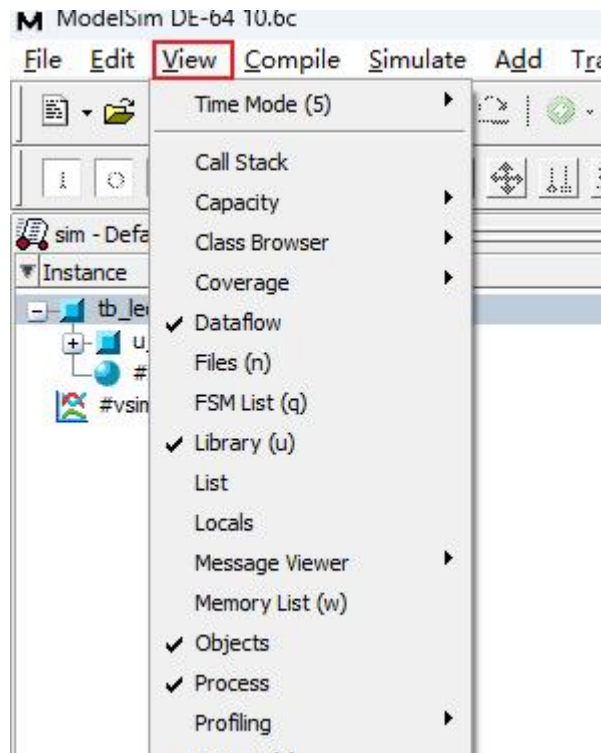 ModelSim DE-64 10.6c
File Edit View Compile Simulate Add Tra
Time Mode (5)
Call Stack
Capacity
sim - Defa
Class Browser
Instance
Coverage
tb_le
Dataflow
u_
Files (n)
#
#vsim
FSM List (q)
Library (u)
List
Locals
Message Viewer
Memory List (w)
Objects
Process
Profiling